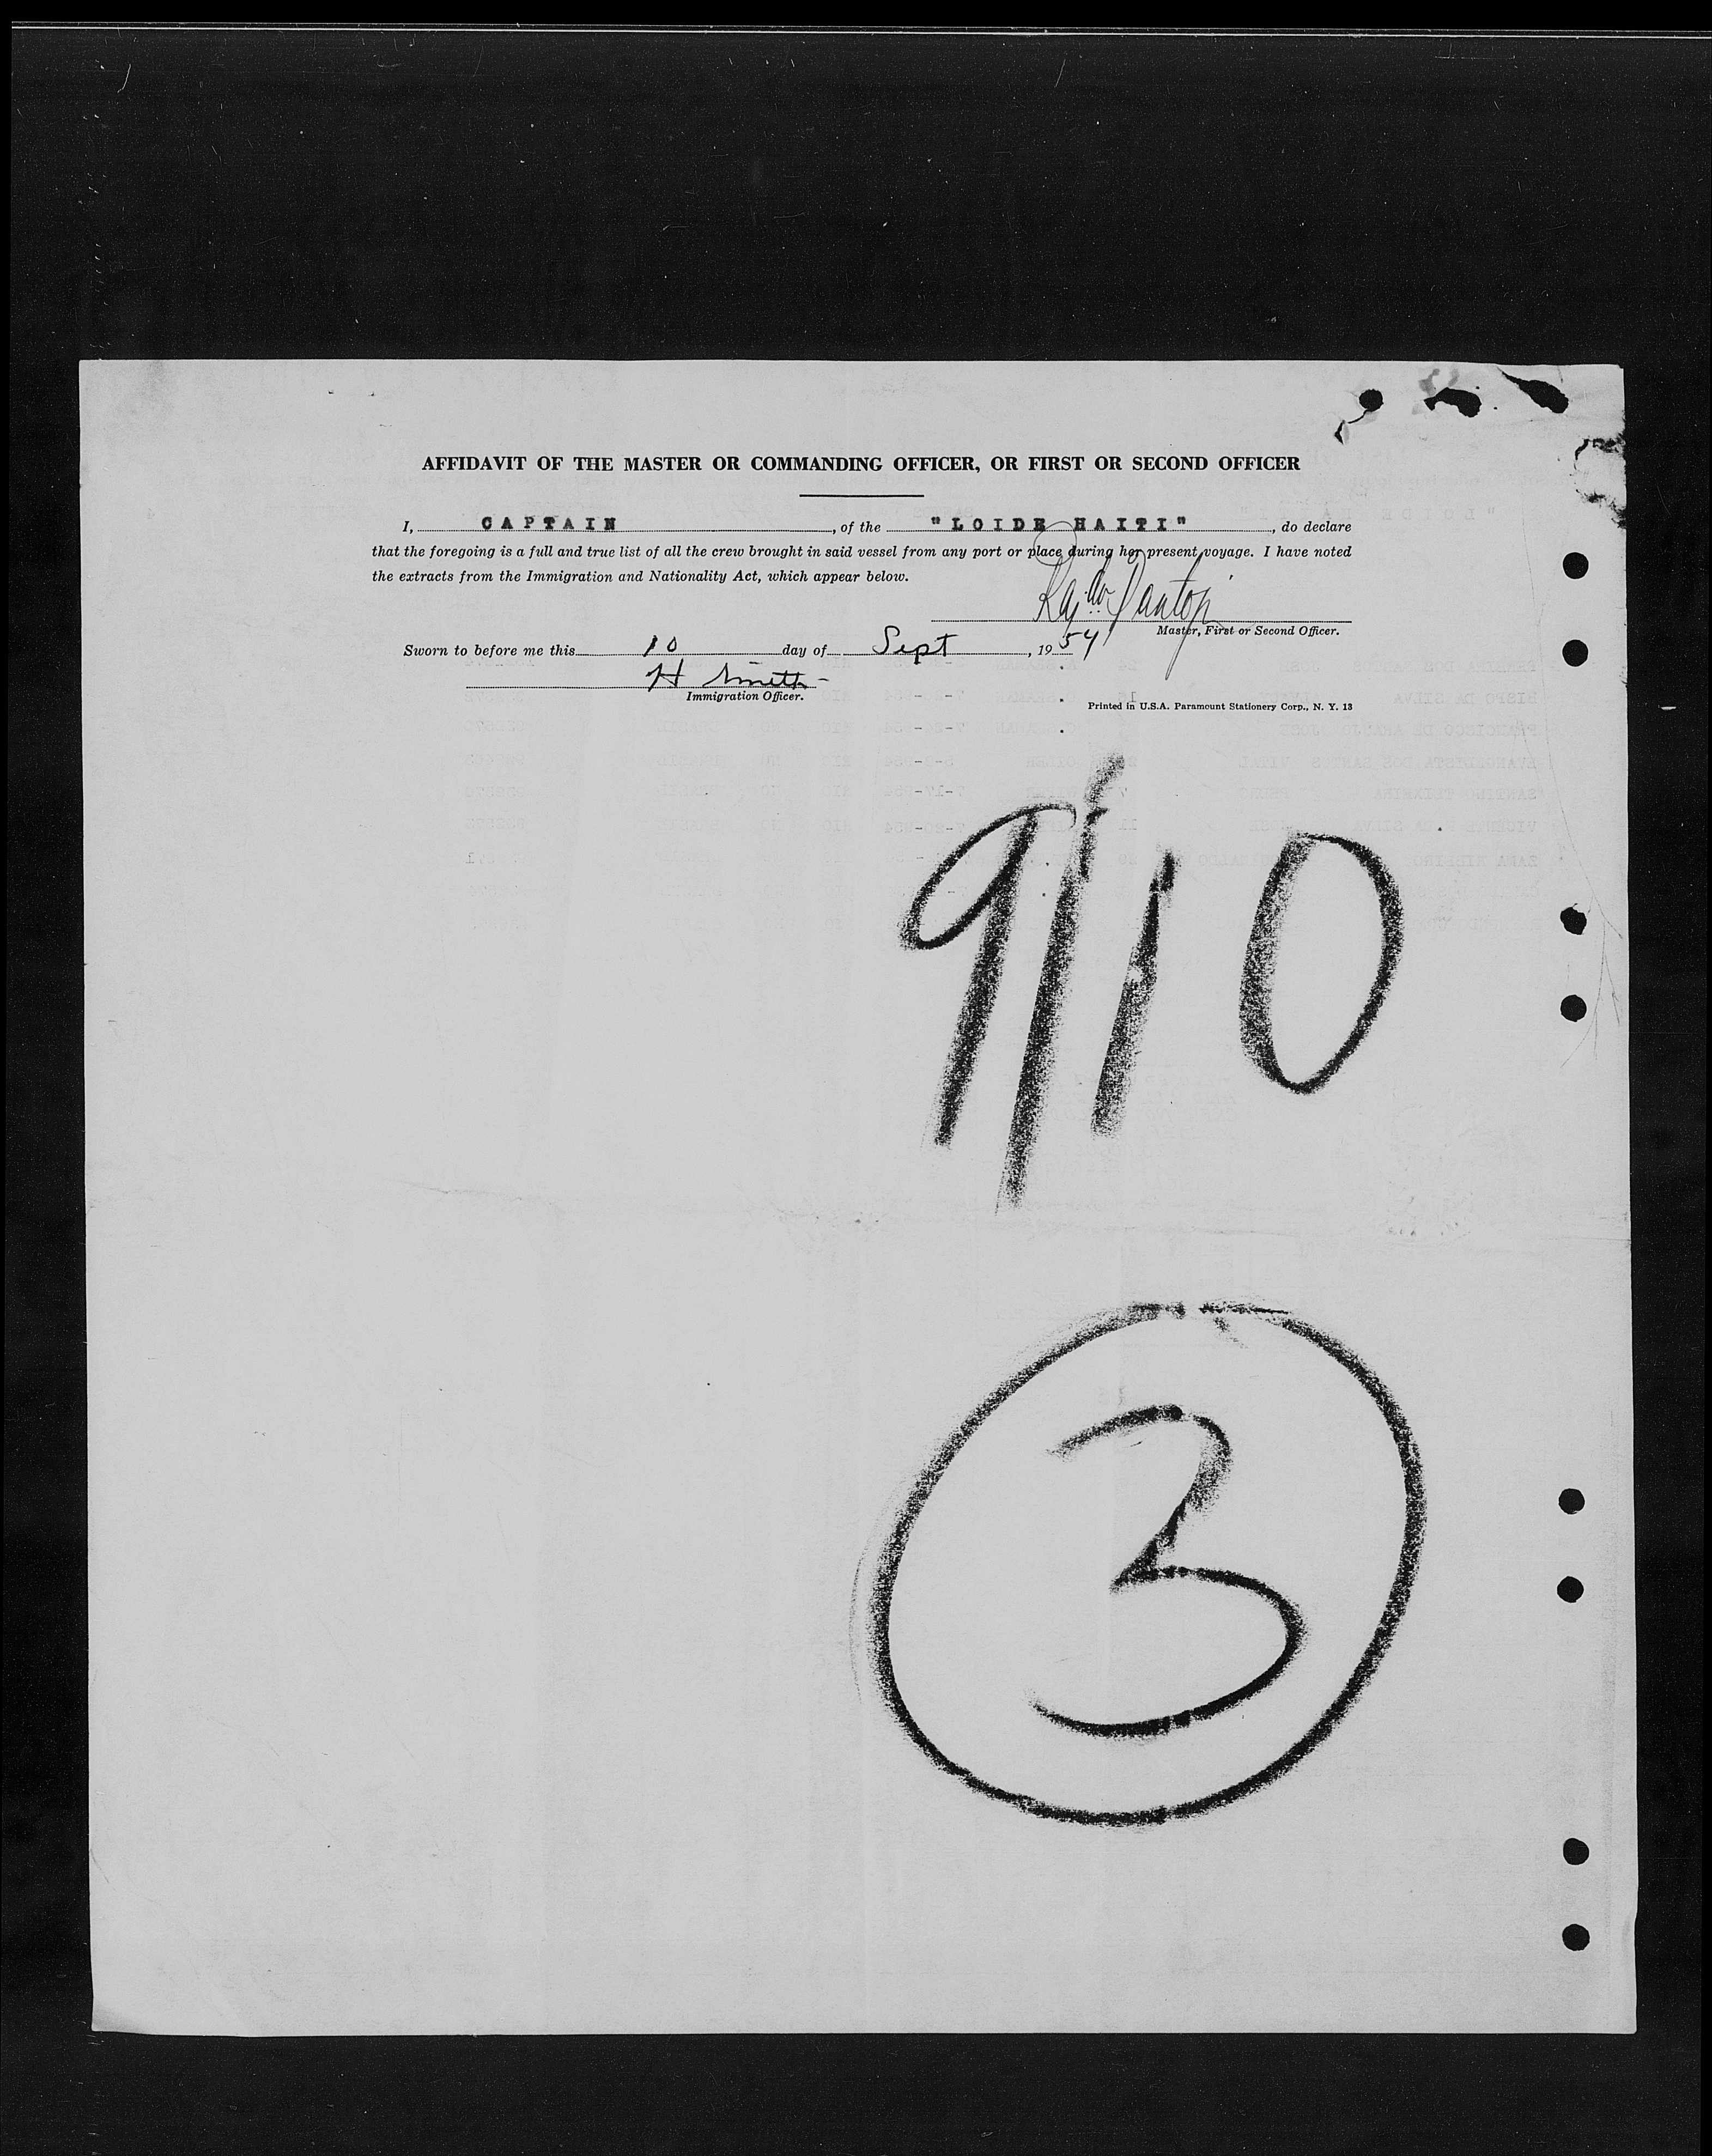 AFFIDAVIT OF THE MASTER OR COMMANDING OFFICER, OR FIRST OR SECOND OFFICER
I, CAPTAIN, of the "LOIDE HAITI", do declare
that the foregoing is a full and true list of all the crew brought in said vessel from any port or place during her present voyage. I have noted
the extracts from the Immigration and Nationality Act, which appear below.
Master, First or Second Officer.
Sworn to before me this 10 day of Sept, 1954
H Smith
Immigration Officer.
Printed in U.S.A. Paramount Stationery Corp., N. Y. 13
9/10
3